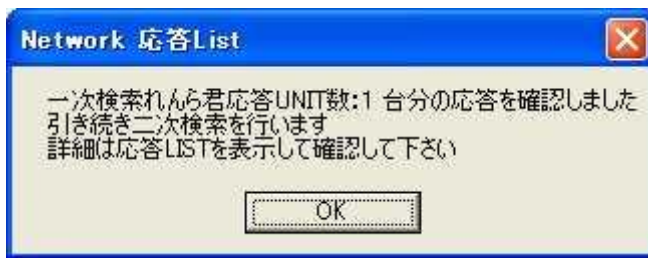 Network 応答List
一次検索れんら君応答UNIT数:1 台分の応答を確認しました
引き続き二次検索を行います
詳細は応答LISTを表示して確認して下さい
OK